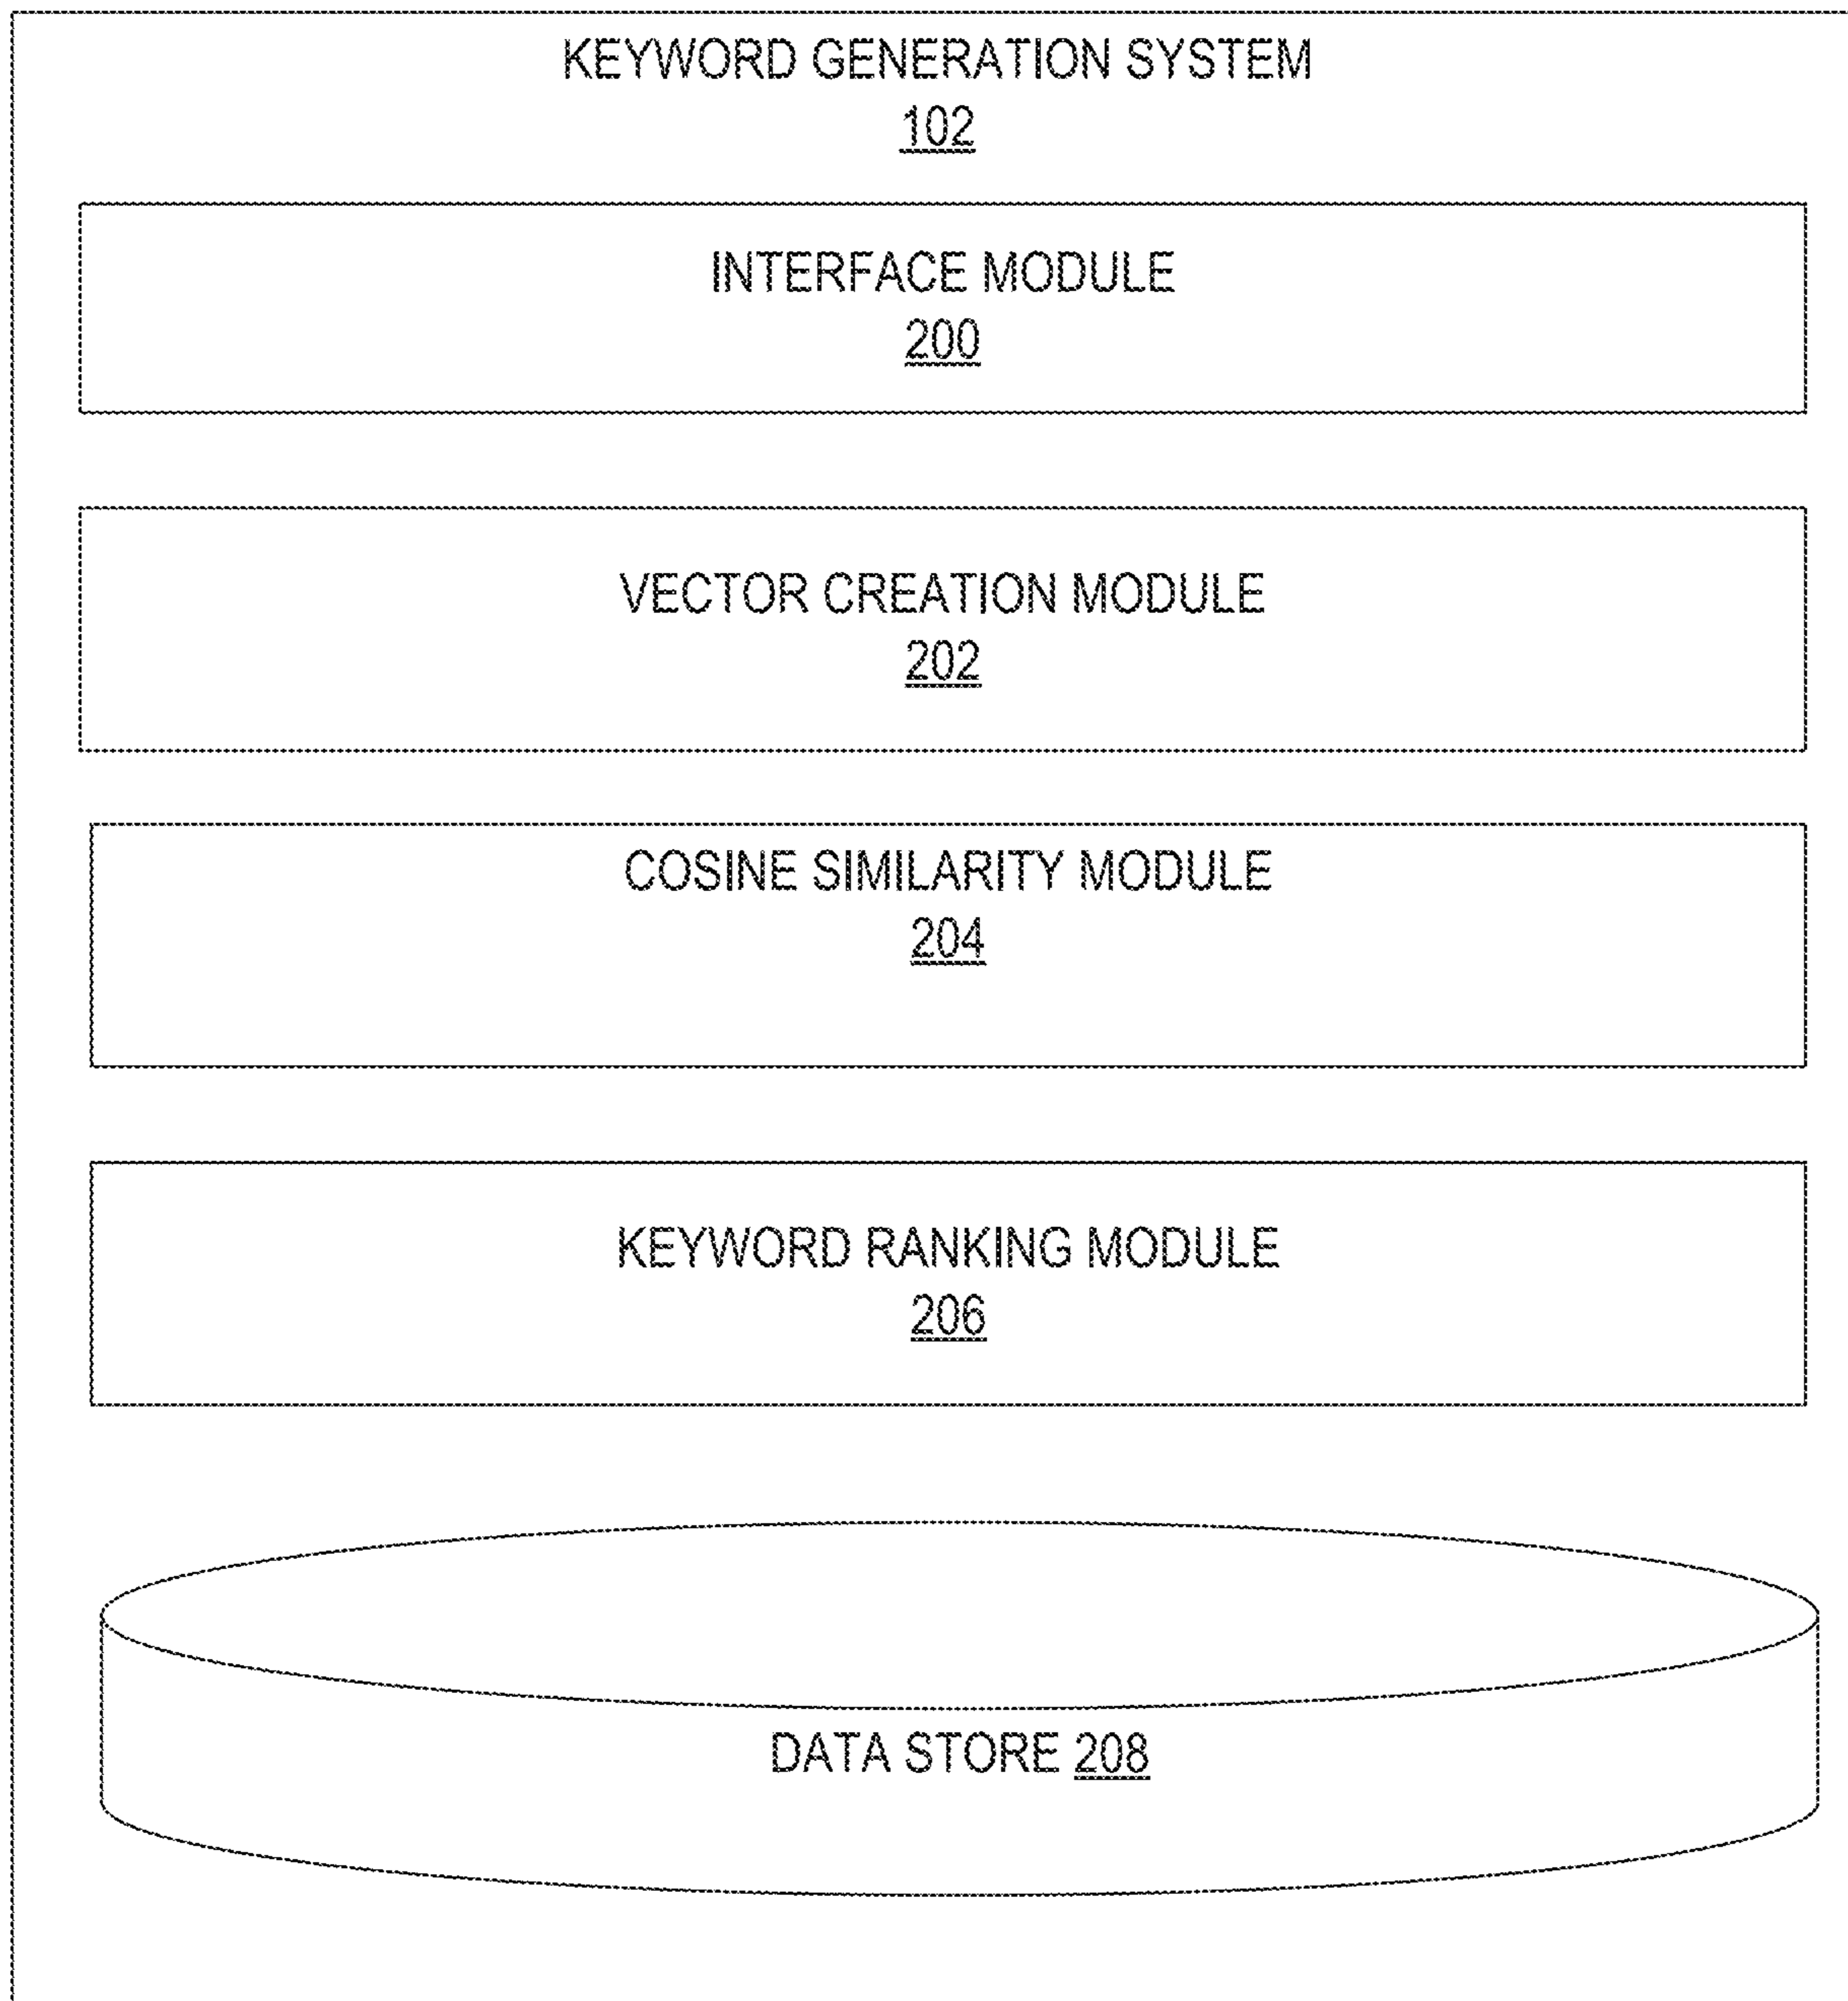 KEYWORD GENERATION SYSTEM
102
INTERFACE MODULE
200
VECTOR CREATION MODULE
202
COSINE SIMILARITY MODULE
204
KEYWORD RANKING MODULE
206
DATA STORE 208